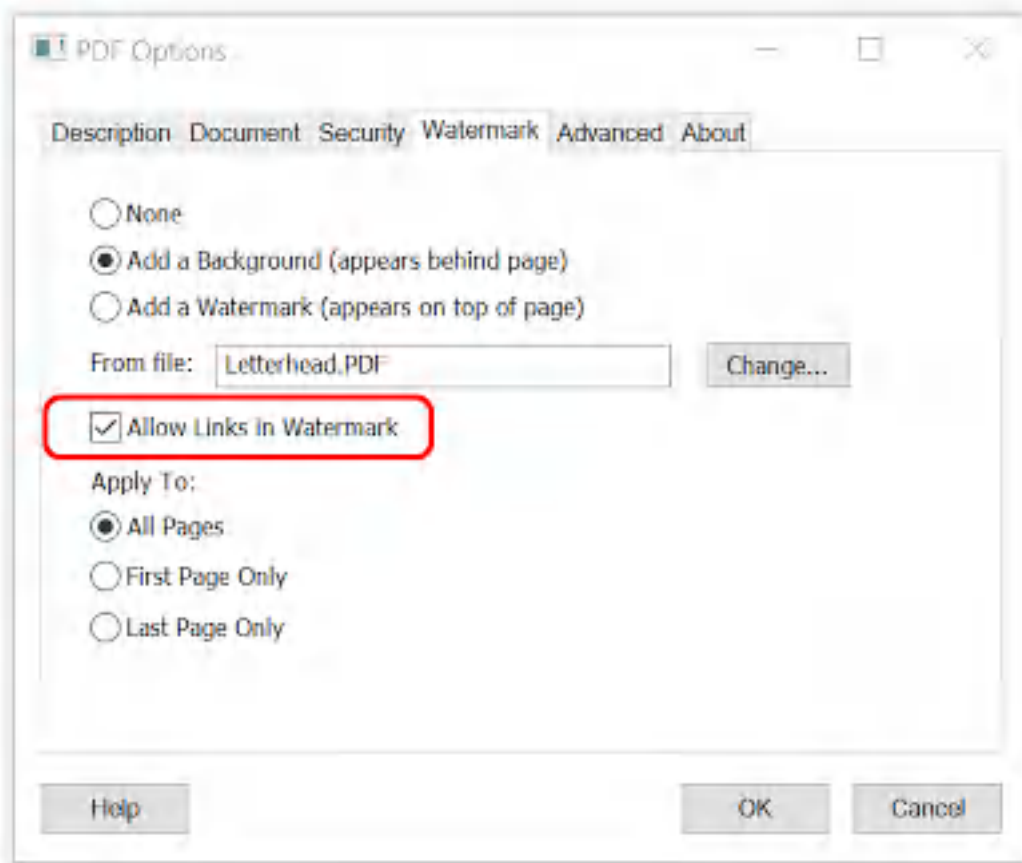 PDF Options
Description Document Security Watermark Advanced About
None
Add a Background (appears behind page)
Add a Watermark (appears on top of page)
From file: Letterhead.PDF Change...
Allow Links in Watermark
Apply To:
All Pages
First Page Only
Last Page Only
Help OK Cancel